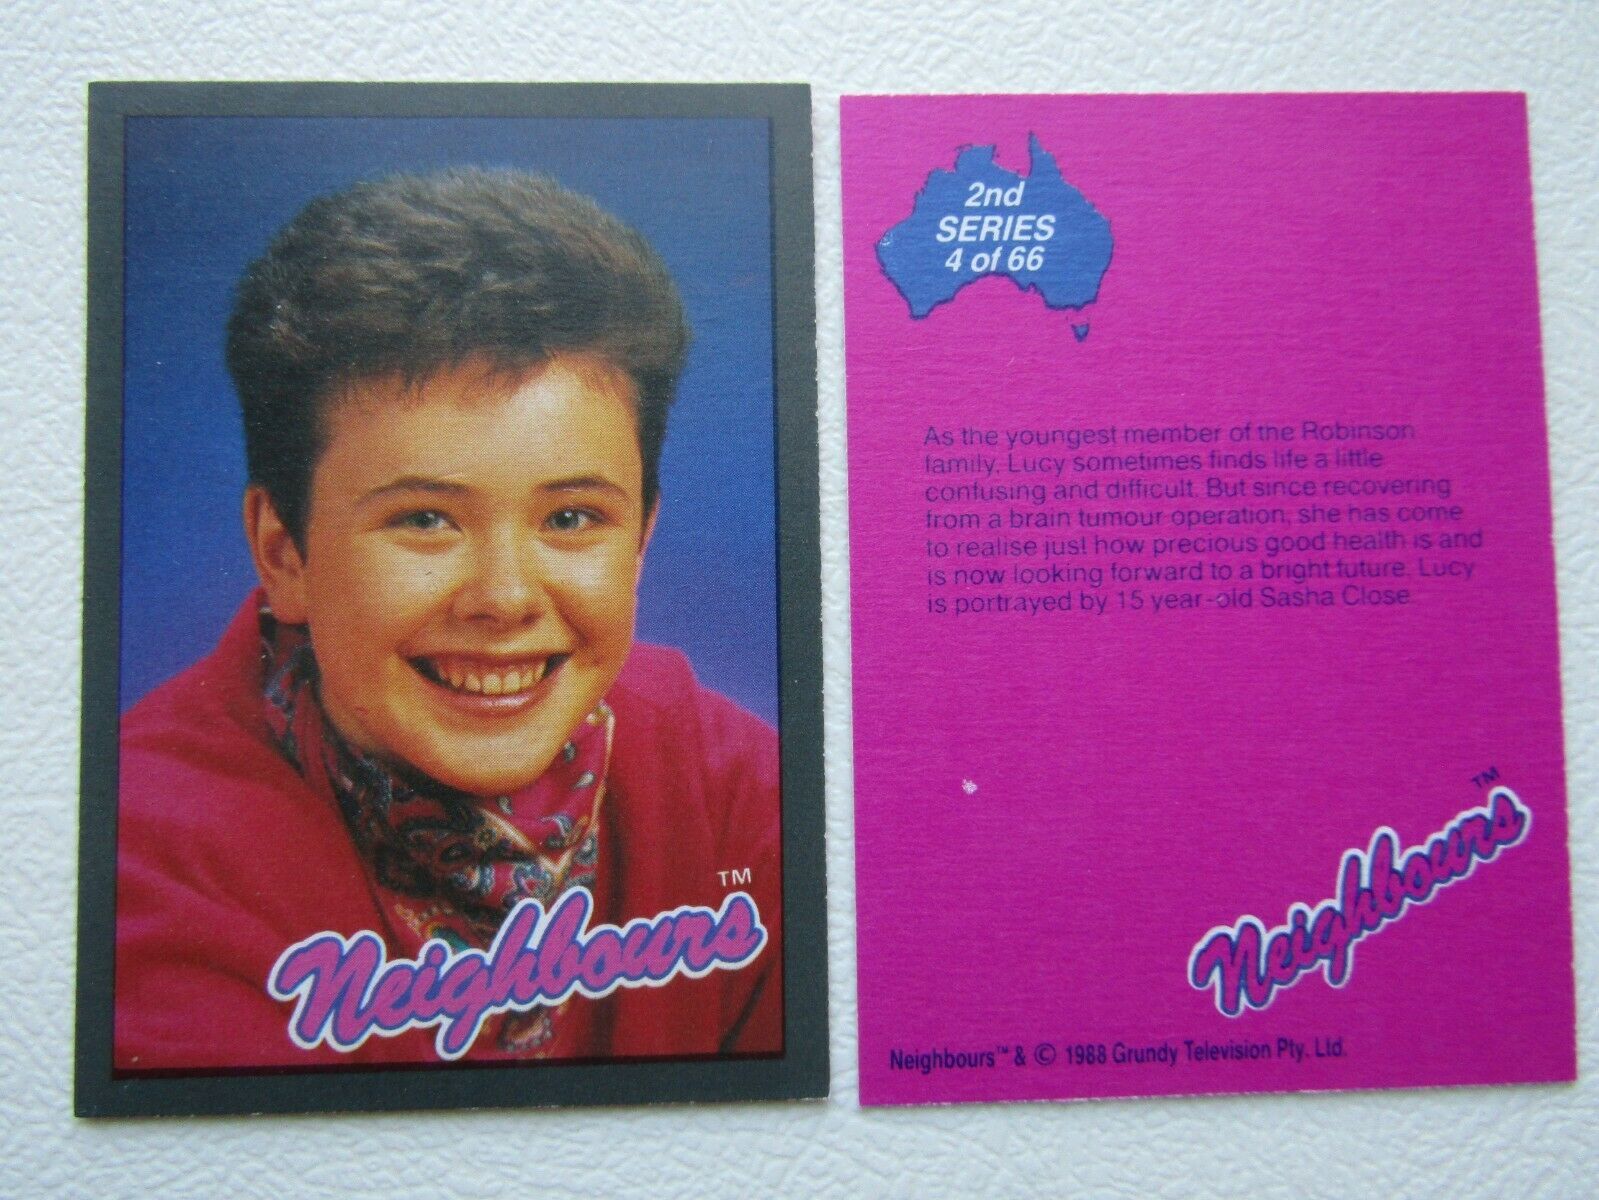 TM
Neighbours
2nd
SERIES
4 of 66
As the youngest member of the Robinson
family, Lucy sometimes finds life a little
confusing and difficult. But since recovering
from a brain tumour operation, she has come
to realise just how precious good health is and
is now looking forward to a bright future. Lucy
is portrayed by 15 year-old Sasha Close
TM
Neighbours
Neighbours™ & © 1988 Grundy Television Pty. Ltd.